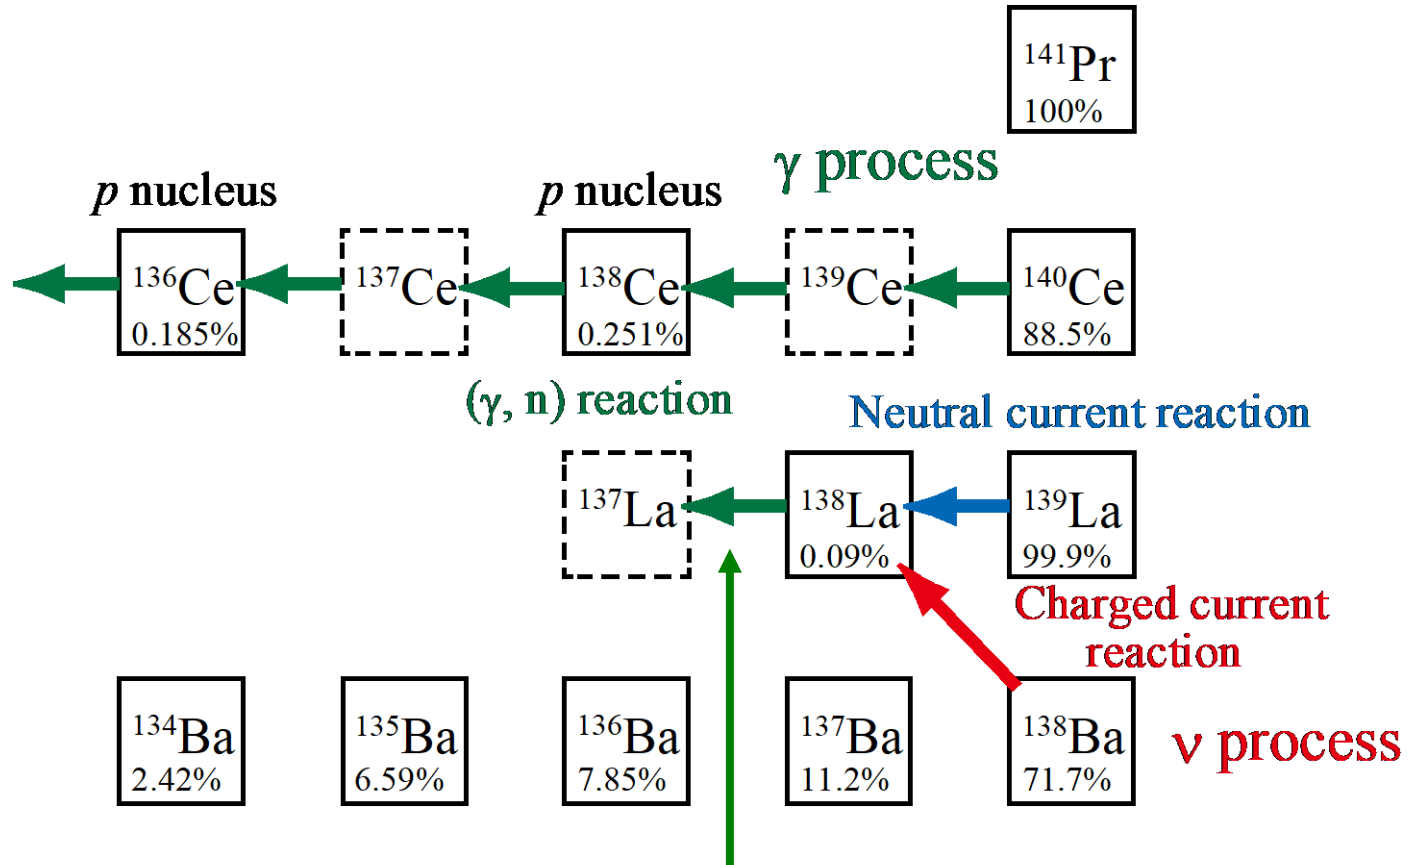 ¹⁴¹Pr
100%
γ process
p nucleus
p nucleus
¹³⁶Ce
0.185%
¹³⁷Ce
¹³⁸Ce
0.251%
¹³⁹Ce
¹⁴⁰Ce
88.5%
(γ, n) reaction
Neutral current reaction
¹³⁷La
¹³⁸La
0.09%
¹³⁹La
99.9%
Charged current
reaction
¹³⁴Ba
2.42%
¹³⁵Ba
6.59%
¹³⁶Ba
7.85%
¹³⁷Ba
11.2%
¹³⁸Ba
71.7%
ν process